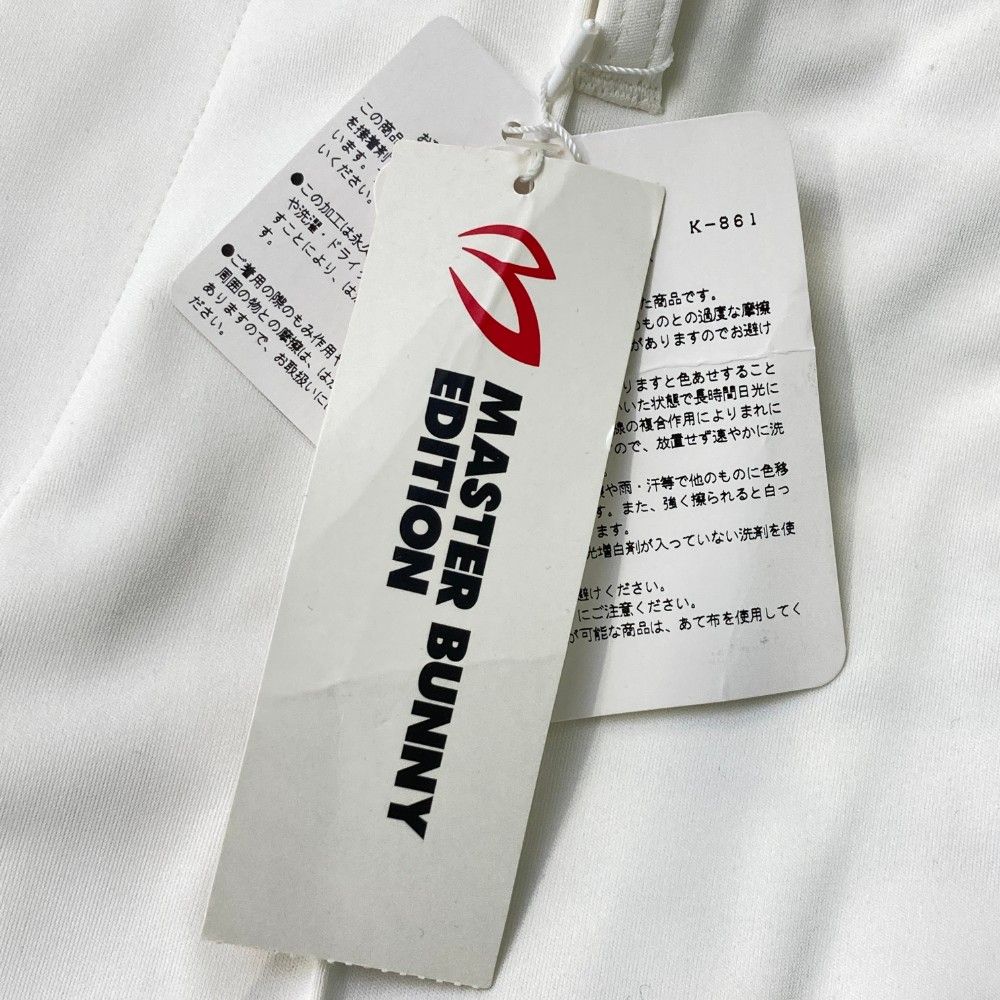 MASTER BUNNY
EDITION
この商品
を接着剤
います。
いください。
●この加工は永久
や洗濯・ドライ
すことにより、はが
す。
●ご着用の際のもみ作用や
周囲の物との摩擦は、はが
ありますので、お取扱いに
ださい。
K-861
た商品です。
のものとの過度な摩擦
がありますのでお避け
りますと色あせすること
いた状態で長時間日光に
線の複合作用によりまれに
ので、放置せず速やかに洗
や雨・汗等で他のものに色移
す。また、強く擦られると白っ
ます。
光増白剤が入っていない洗剤を使
避けください。
にご注意ください。
が可能な商品は、あて布を使用してく